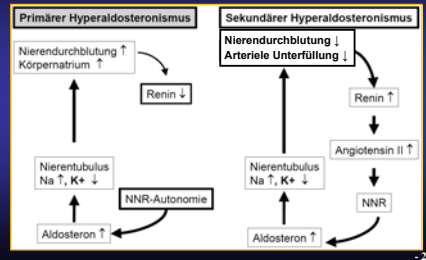 Primärer Hyperaldosteronismus
Nierendurchblutung ↑
Körpernatrium ↑
Renin ↓
Nierentubulus
Na ↑, K+ ↓
NNR-Autonomie
Aldosteron ↑
Sekundärer Hyperaldosteronismus
Nierendurchblutung ↓
Arteriele Unterfüllung ↓
Renin ↑
Angiotensin II ↑
Nierentubulus
Na ↑, K+ ↓
NNR
Aldosteron ↑
- 2